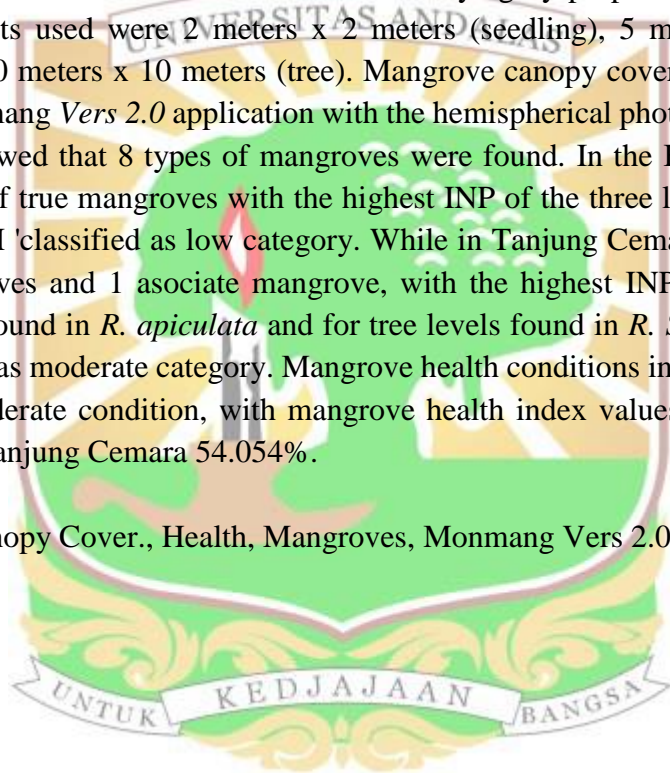 UNIVERSITAS ANDALAS
ts used were 2 meters x 2 meters (seedling), 5 m
0 meters x 10 meters (tree). Mangrove canopy cover
nang Vers 2.0 application with the hemispherical phot
wed that 8 types of mangroves were found. In the I
of true mangroves with the highest INP of the three l
I 'classified as low category. While in Tanjung Cema
ves and 1 asociate mangrove, with the highest INP
ound in R. apiculata and for tree levels found in R. S
as moderate category. Mangrove health conditions in
derate condition, with mangrove health index values
anjung Cemara 54.054%.
nopy Cover., Health, Mangroves, Monmang Vers 2.0
UNTUK KEDJAJAAN BANGSA